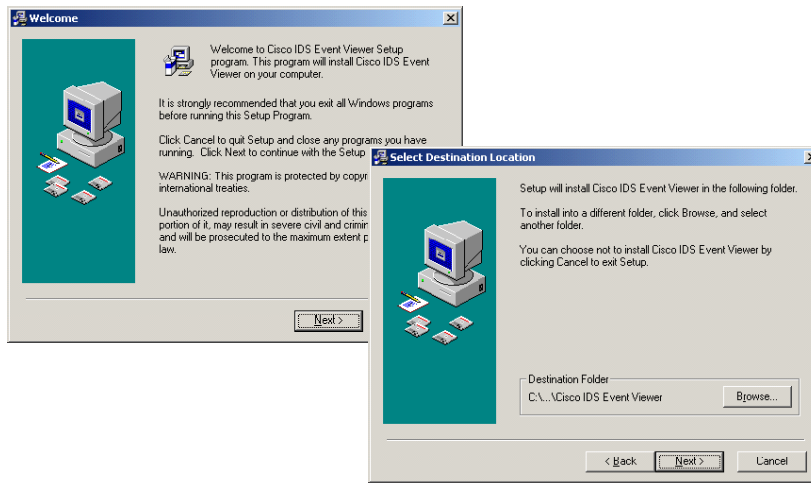 Welcome
Welcome to Cisco IDS Event Viewer Setup
program. This program will install Cisco IDS Event
Viewer on your computer.
It is strongly recommended that you exit all Windows programs
before running this Setup Program.
Click Cancel to quit Setup and close any programs you have
running. Click Next to continue with the Setup
WARNING: This program is protected by
international treaties.
Unauthorized reproduction or distribution of this
portion of it, may result in severe civil and
and will be prosecuted to the maximum extent
law.
Next >
Select Destination Location
Setup will install Cisco IDS Event Viewer in the following folder.
To install into a different folder, click Browse, and select
another folder.
You can choose not to install Cisco IDS Event Viewer by
clicking Cancel to exit Setup.
Destination Folder
C:\...\Cisco IDS Event Viewer
Browse...
< Back
Next >
Cancel